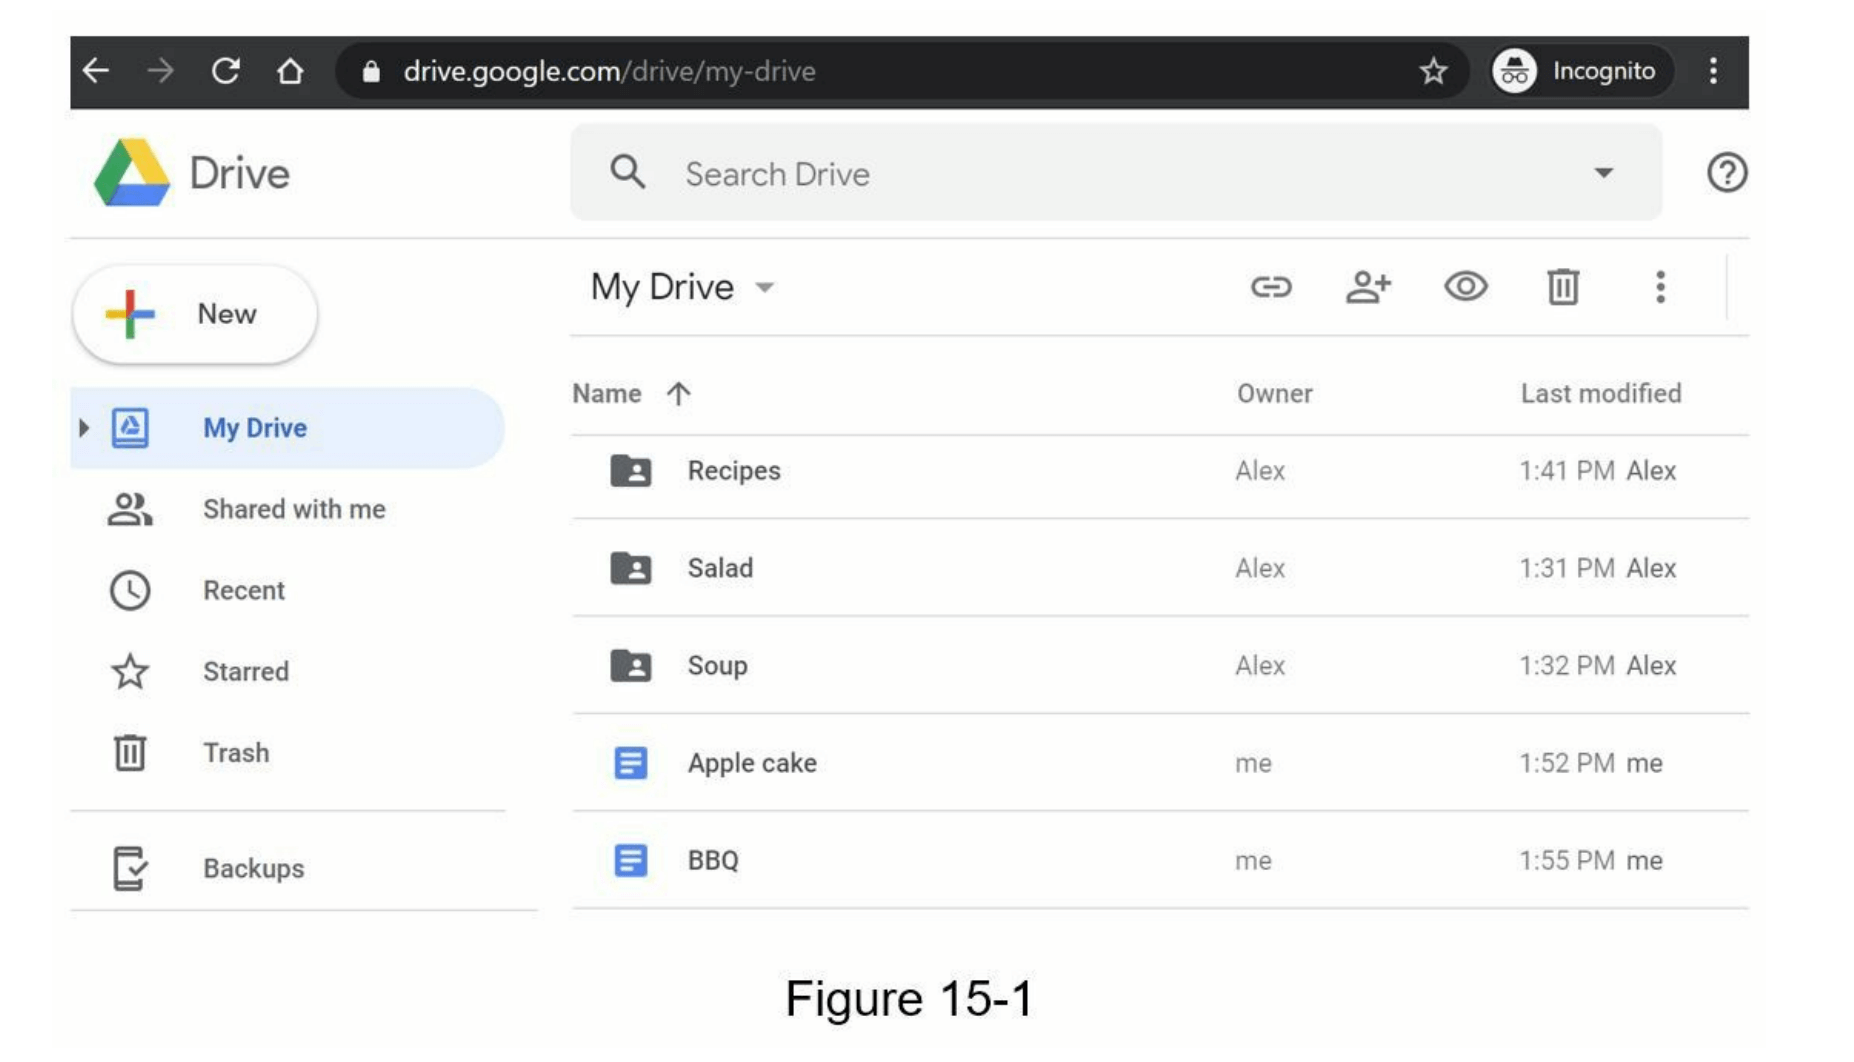 drive.google.com/drive/my-drive
Incognito
Drive
Search Drive
New
My Drive
Shared with me
Recent
Starred
Trash
Backups
My Drive
Name Owner Last modified
Recipes Alex 1:41 PM Alex
Salad Alex 1:31 PM Alex
Soup Alex 1:32 PM Alex
Apple cake me 1:52 PM me
BBQ me 1:55 PM me
Figure 15-1